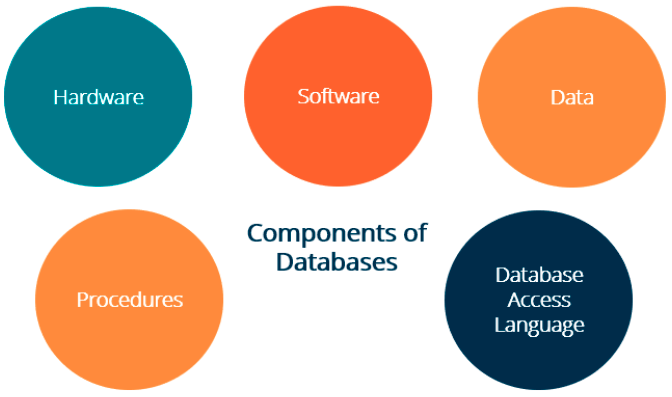 Hardware
Software
Data
Components of
Databases
Procedures
Database
Access
Language